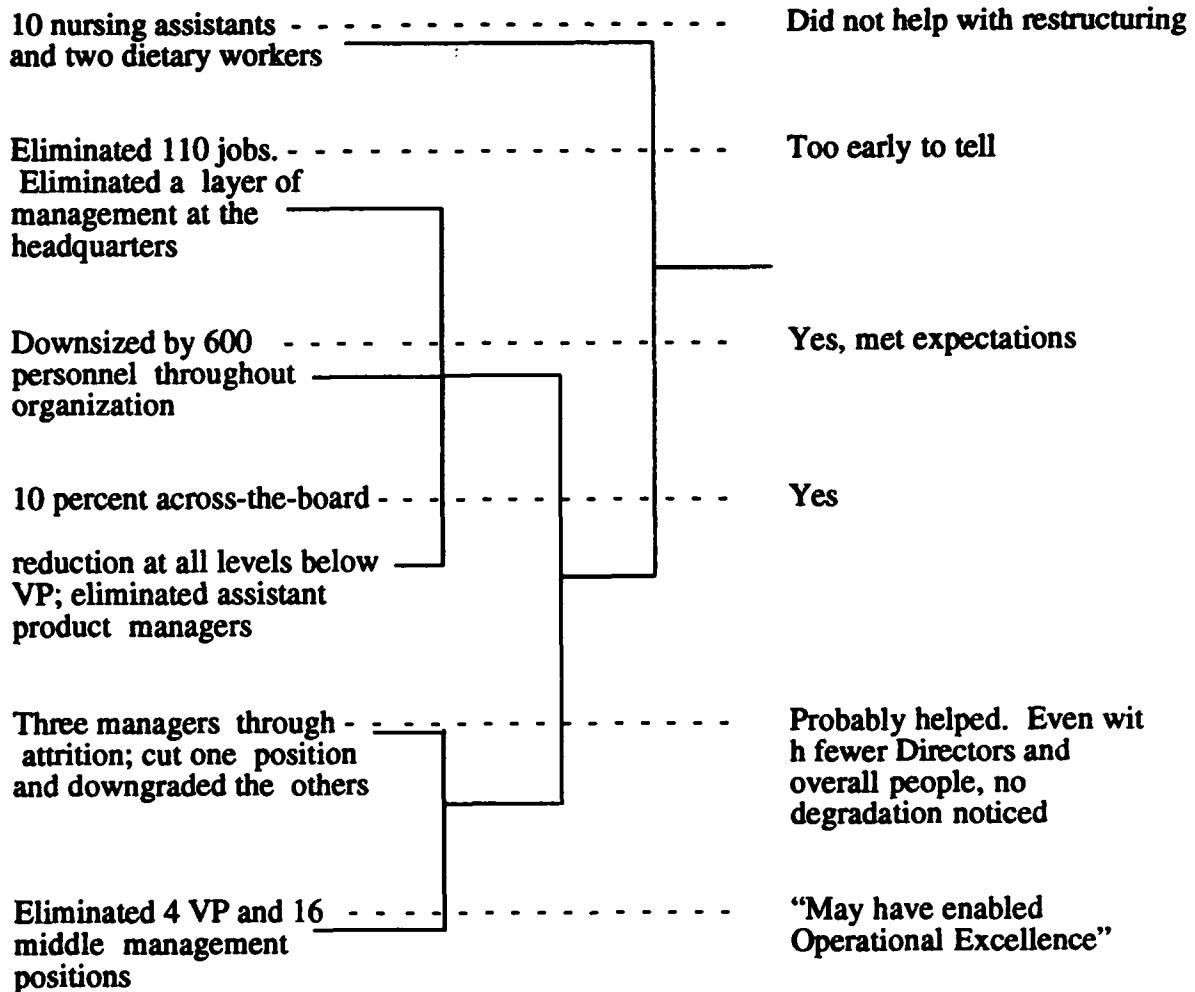 10 nursing assistants
and two dietary workers
Did not help with restructuring
Eliminated 110 jobs.
Eliminated a layer of
management at the
headquarters
Too early to tell
Downsized by 600
personnel throughout
organization
Yes, met expectations
10 percent across-the-board
Yes
reduction at all levels below
VP; eliminated assistant
product managers
Three managers through
attrition; cut one position
and downgraded the others
Probably helped. Even wit
h fewer Directors and
overall people, no
degradation noticed
Eliminated 4 VP and 16
middle management
positions
“May have enabled
Operational Excellence”